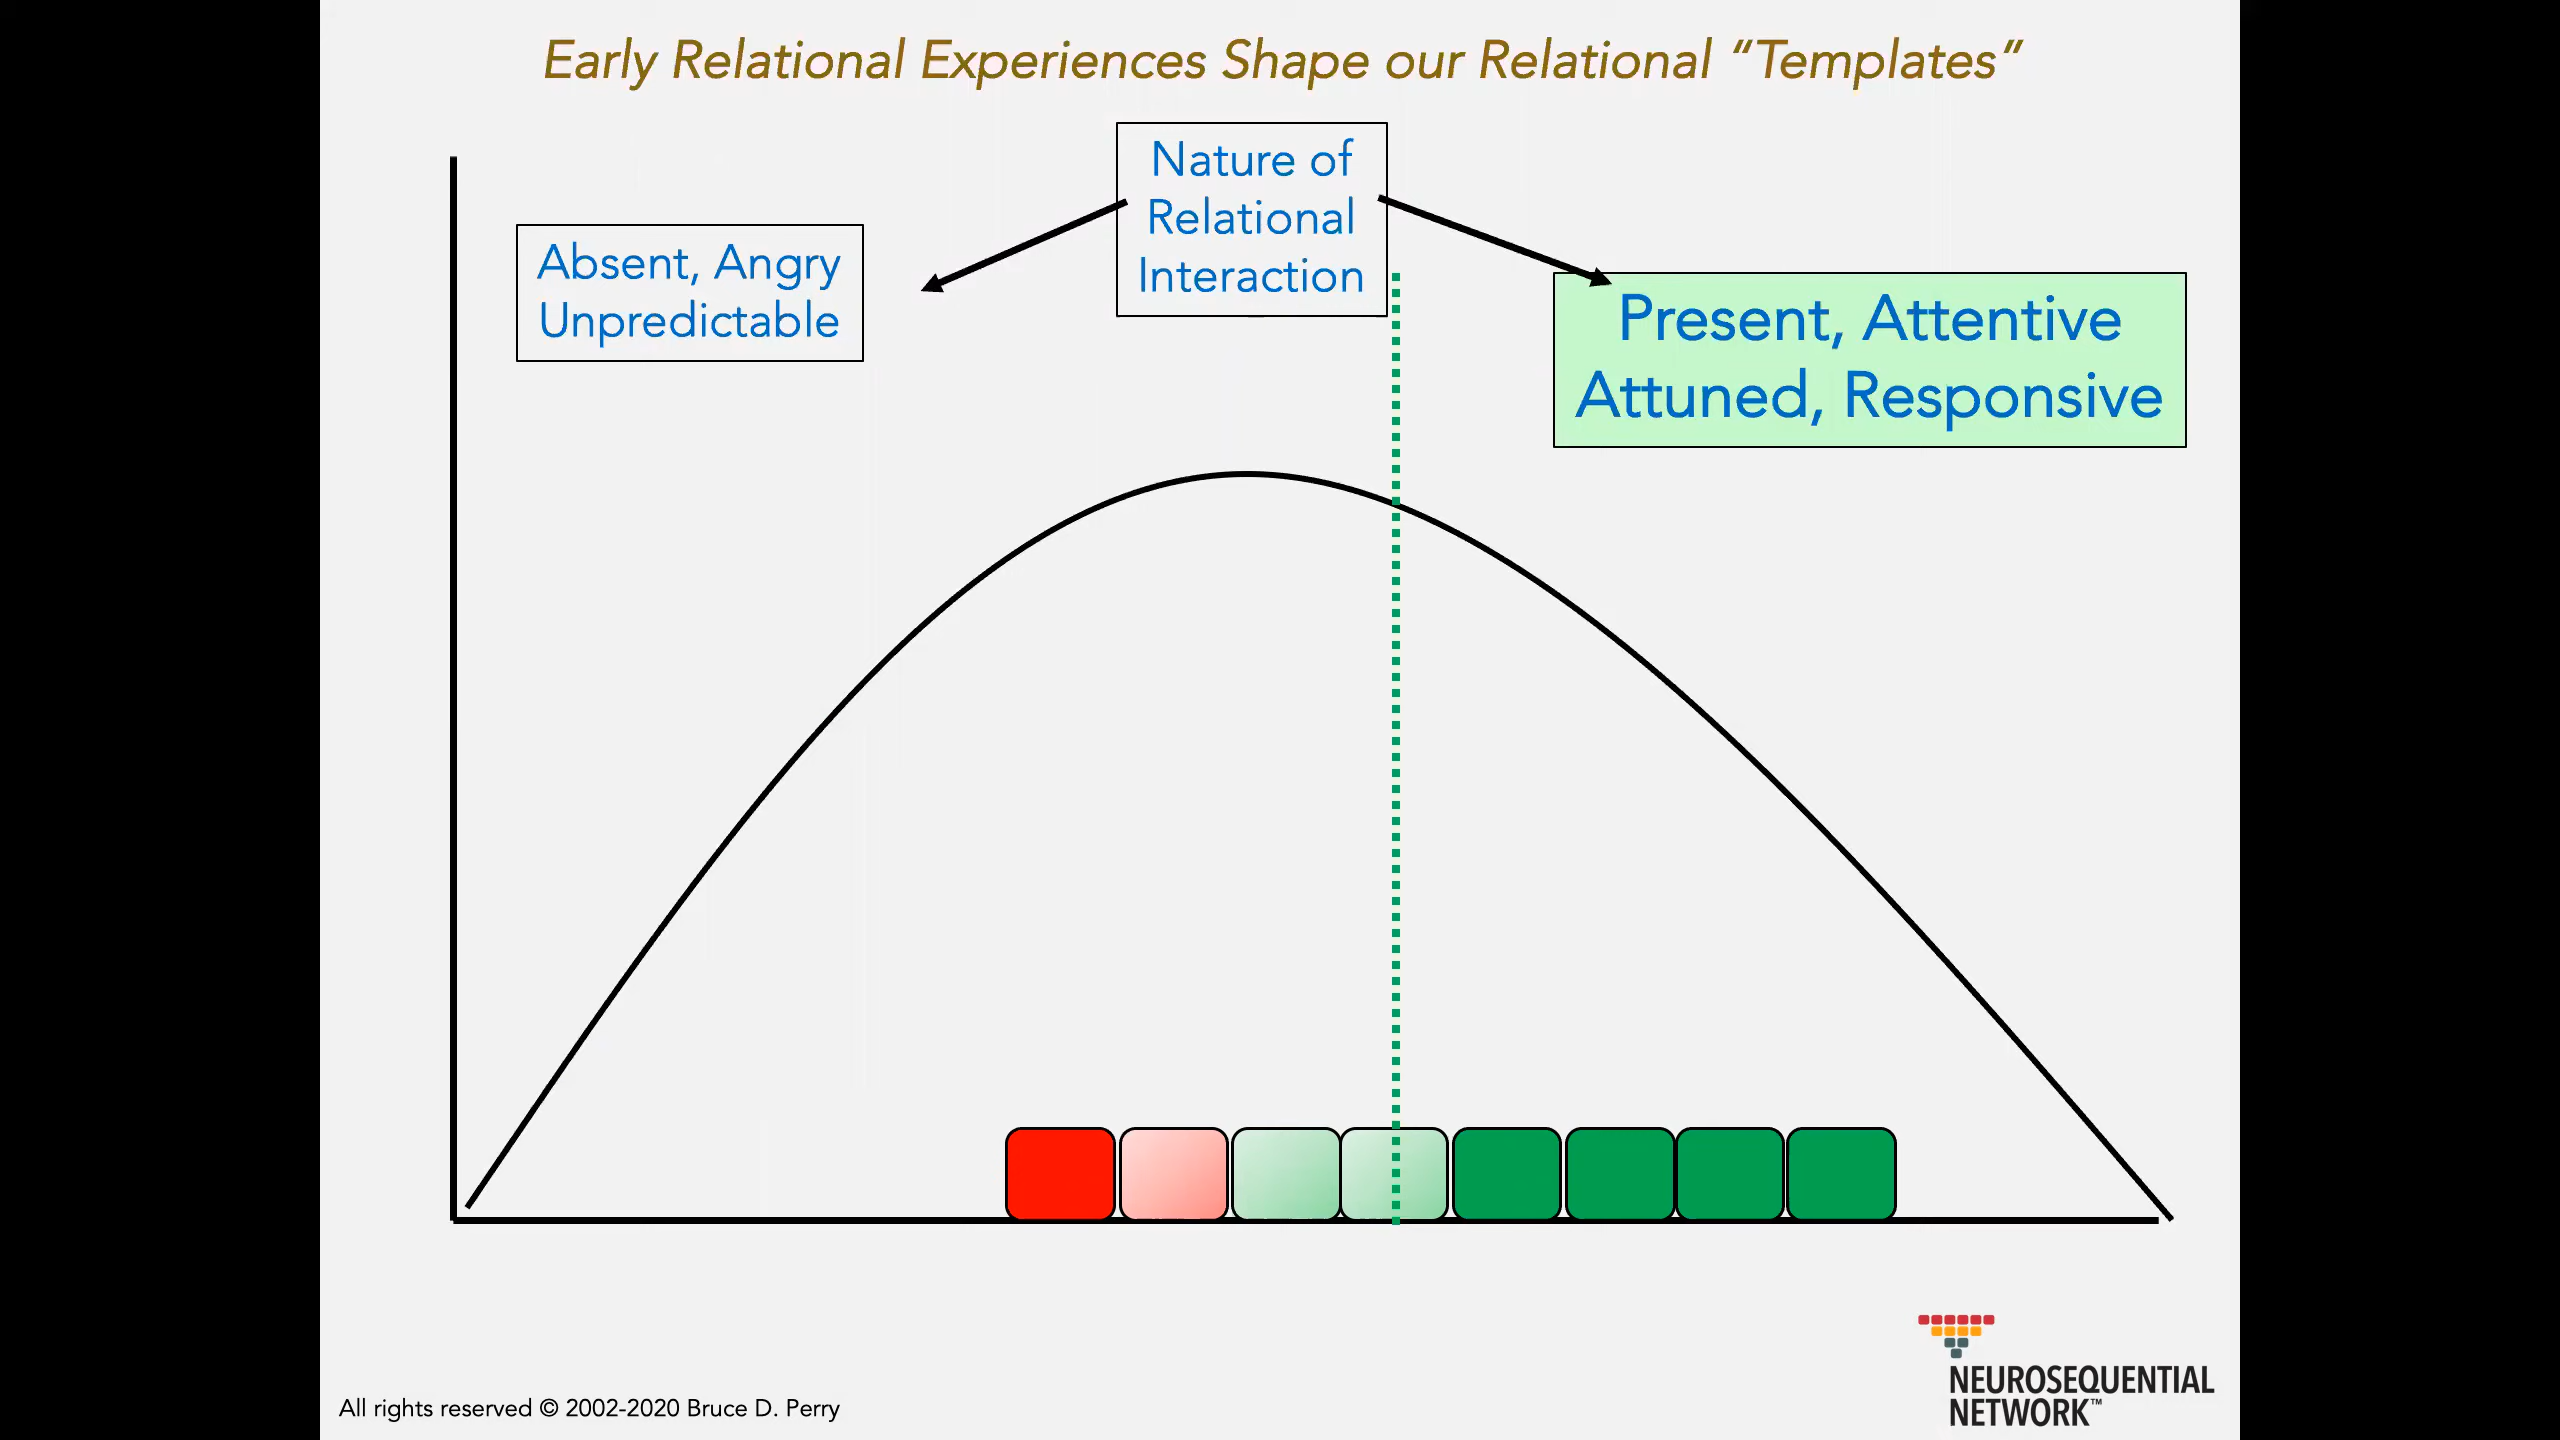 Early Relational Experiences Shape our Relational “Templates”
Nature of
Relational
Interaction
Absent, Angry
Unpredictable
Present, Attentive
Attuned, Responsive
All rights reserved © 2002-2020 Bruce D. Perry
NEUROSEQUENTIAL
NETWORK™